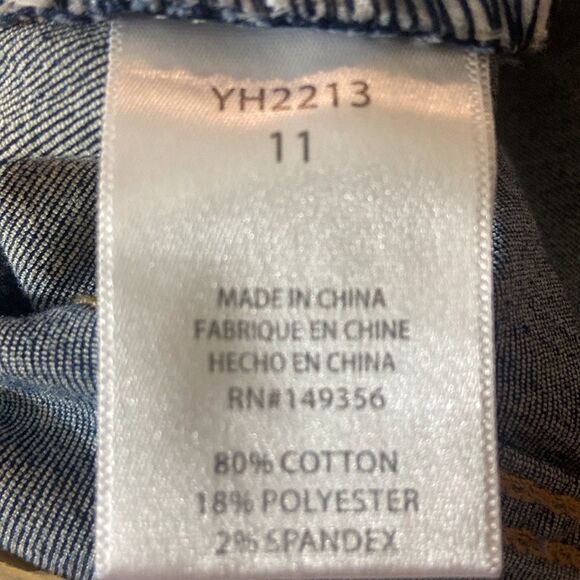 YH2213
11
MADE IN CHINA
FABRIQUE EN CHINE
HECHO EN CHINA
RN#149356
80% COTTON
18% POLYESTER
2% SPANDEX